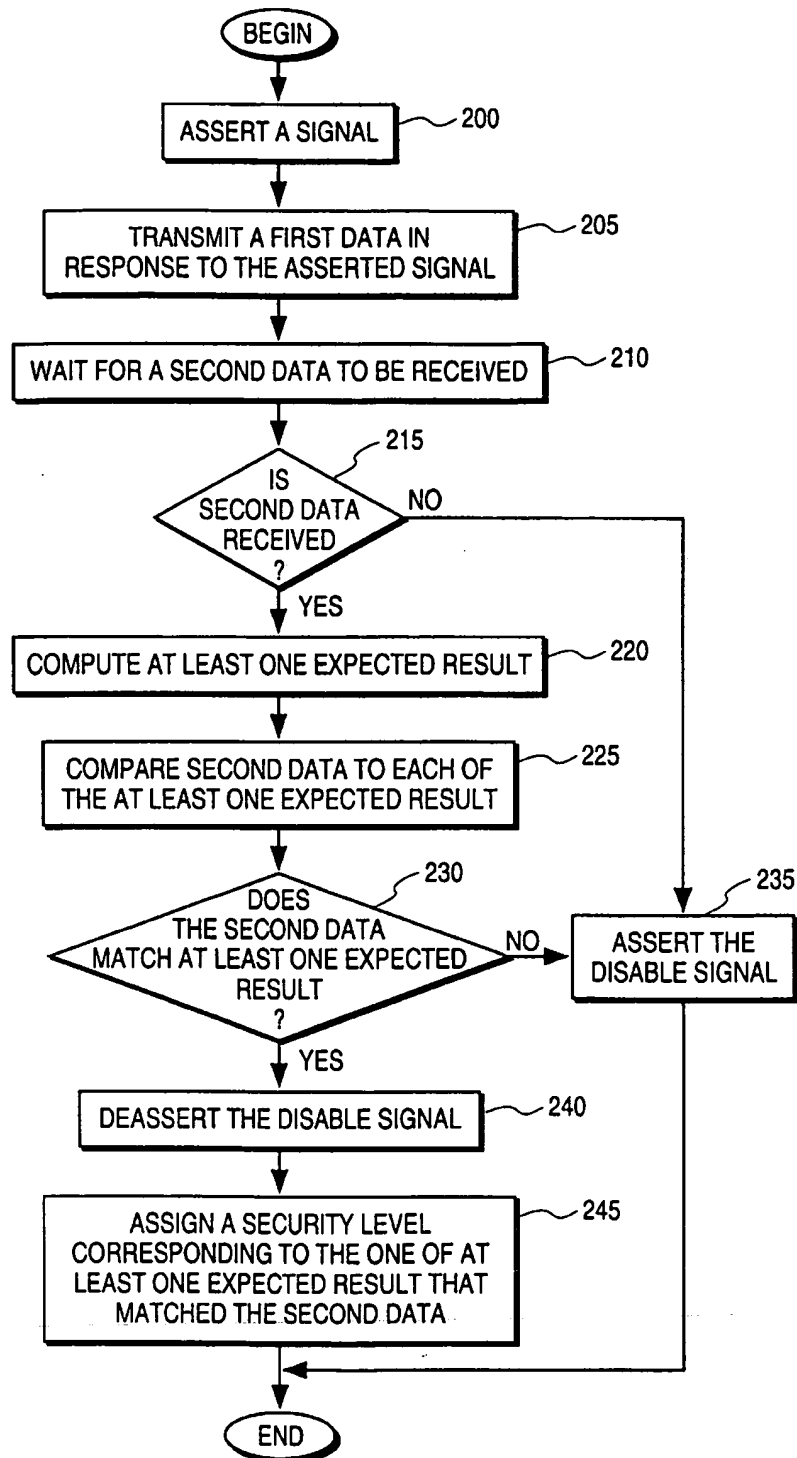 BEGIN
ASSERT A SIGNAL
200
TRANSMIT A FIRST DATA IN
RESPONSE TO THE ASSERTED SIGNAL
205
WAIT FOR A SECOND DATA TO BE RECEIVED
210
215
IS
SECOND DATA
RECEIVED
?
NO
YES
COMPUTE AT LEAST ONE EXPECTED RESULT
220
COMPARE SECOND DATA TO EACH OF
THE AT LEAST ONE EXPECTED RESULT
225
230
DOES
THE SECOND DATA
MATCH AT LEAST ONE EXPECTED
RESULT
?
NO
YES
235
ASSERT THE
DISABLE SIGNAL
DEASSERT THE DISABLE SIGNAL
240
ASSIGN A SECURITY LEVEL
CORRESPONDING TO THE ONE OF AT
LEAST ONE EXPECTED RESULT THAT
MATCHED THE SECOND DATA
245
END